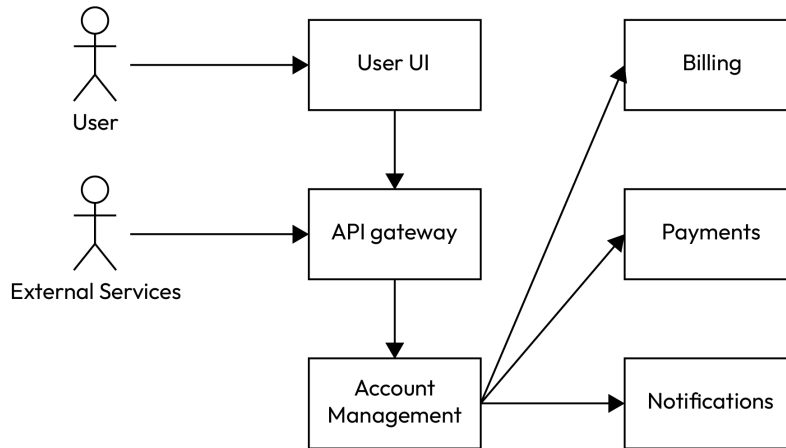 User UI
Billing
User
API gateway
Payments
External Services
Account
Management
Notifications